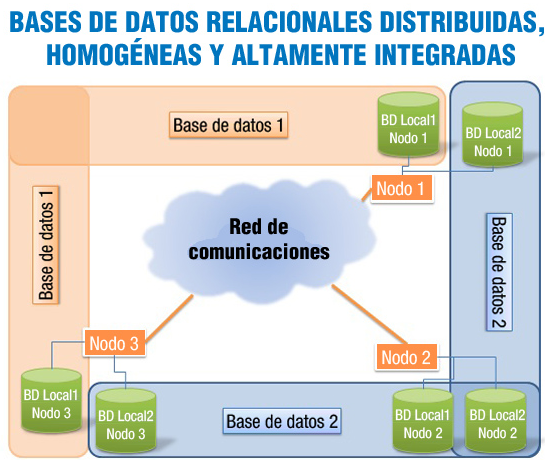 BASES DE DATOS RELACIONALES DISTRIBUIDAS,
HOMOGÉNEAS Y ALTAMENTE INTEGRADAS
Base de datos 1
BD Local1
Nodo 1
BD Local2
Nodo 1
Nodo 1
Base de datos 1
Red de
comunicaciones
Base de datos 2
Nodo 3
Nodo 2
BD Local1
Nodo 3
BD Local2
Nodo 3
Base de datos 2
BD Local1
Nodo 2
BD Local2
Nodo 2